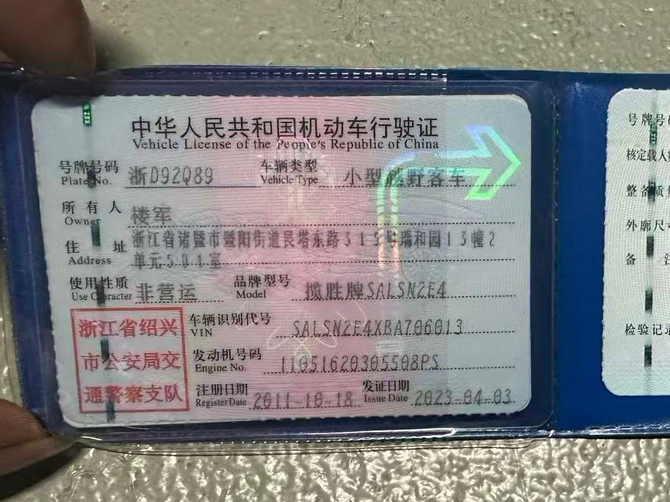 中华人民共和国机动车行驶证
Vehicle License of the People's Republic of China
号牌号码 浙D92Q89 车辆类型 小型越野客车
Plate No. Vehicle Type
所有人 楼军
Owner
住址 浙江省诸暨市暨阳街道艮塔东路313号瑞和园13幢2
Address 单元501室
使用性质 非营运 品牌型号 揽胜牌SALSN2E4
Use Character Model
浙江省绍兴
市公安局交
通警察支队
车辆识别代号 SALSN2E4XBA706013
VIN
发动机号码 11051620305508PS
Engine No.
注册日期 2011-10-18 发证日期 2023-04-03
Register Date Issue Date
号牌号
核定载人
整备质
外廓尺
备
检验记